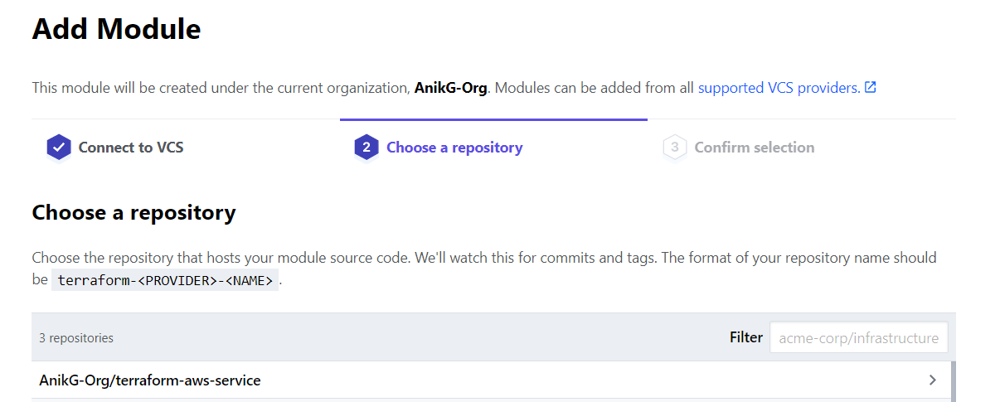 Add Module
This module will be created under the current organization, AnikG-Org. Modules can be added from all supported VCS providers.
Connect to VCS
2 Choose a repository
3 Confirm selection
Choose a repository
Choose the repository that hosts your module source code. We'll watch this for commits and tags. The format of your repository name should
be terraform-<PROVIDER>-<NAME> .
3 repositories
Filter acme-corp/infrastructure
AnikG-Org/terraform-aws-service